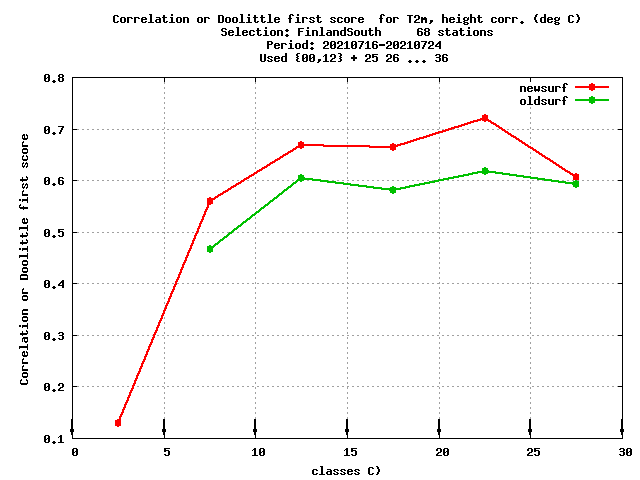 Correlation or Doolittle first score  for T2m, height corr. (deg C)
Selection: FinlandSouth     68 stations
Period: 20210716-20210724
Used {00,12} + 25 26 ... 36
newsurf
oldsurf
Correlation or Doolittle first score
0.8
0.7
0.6
0.5
0.4
0.3
0.2
0.1
0 5 10 15 20 25 30
classes C)